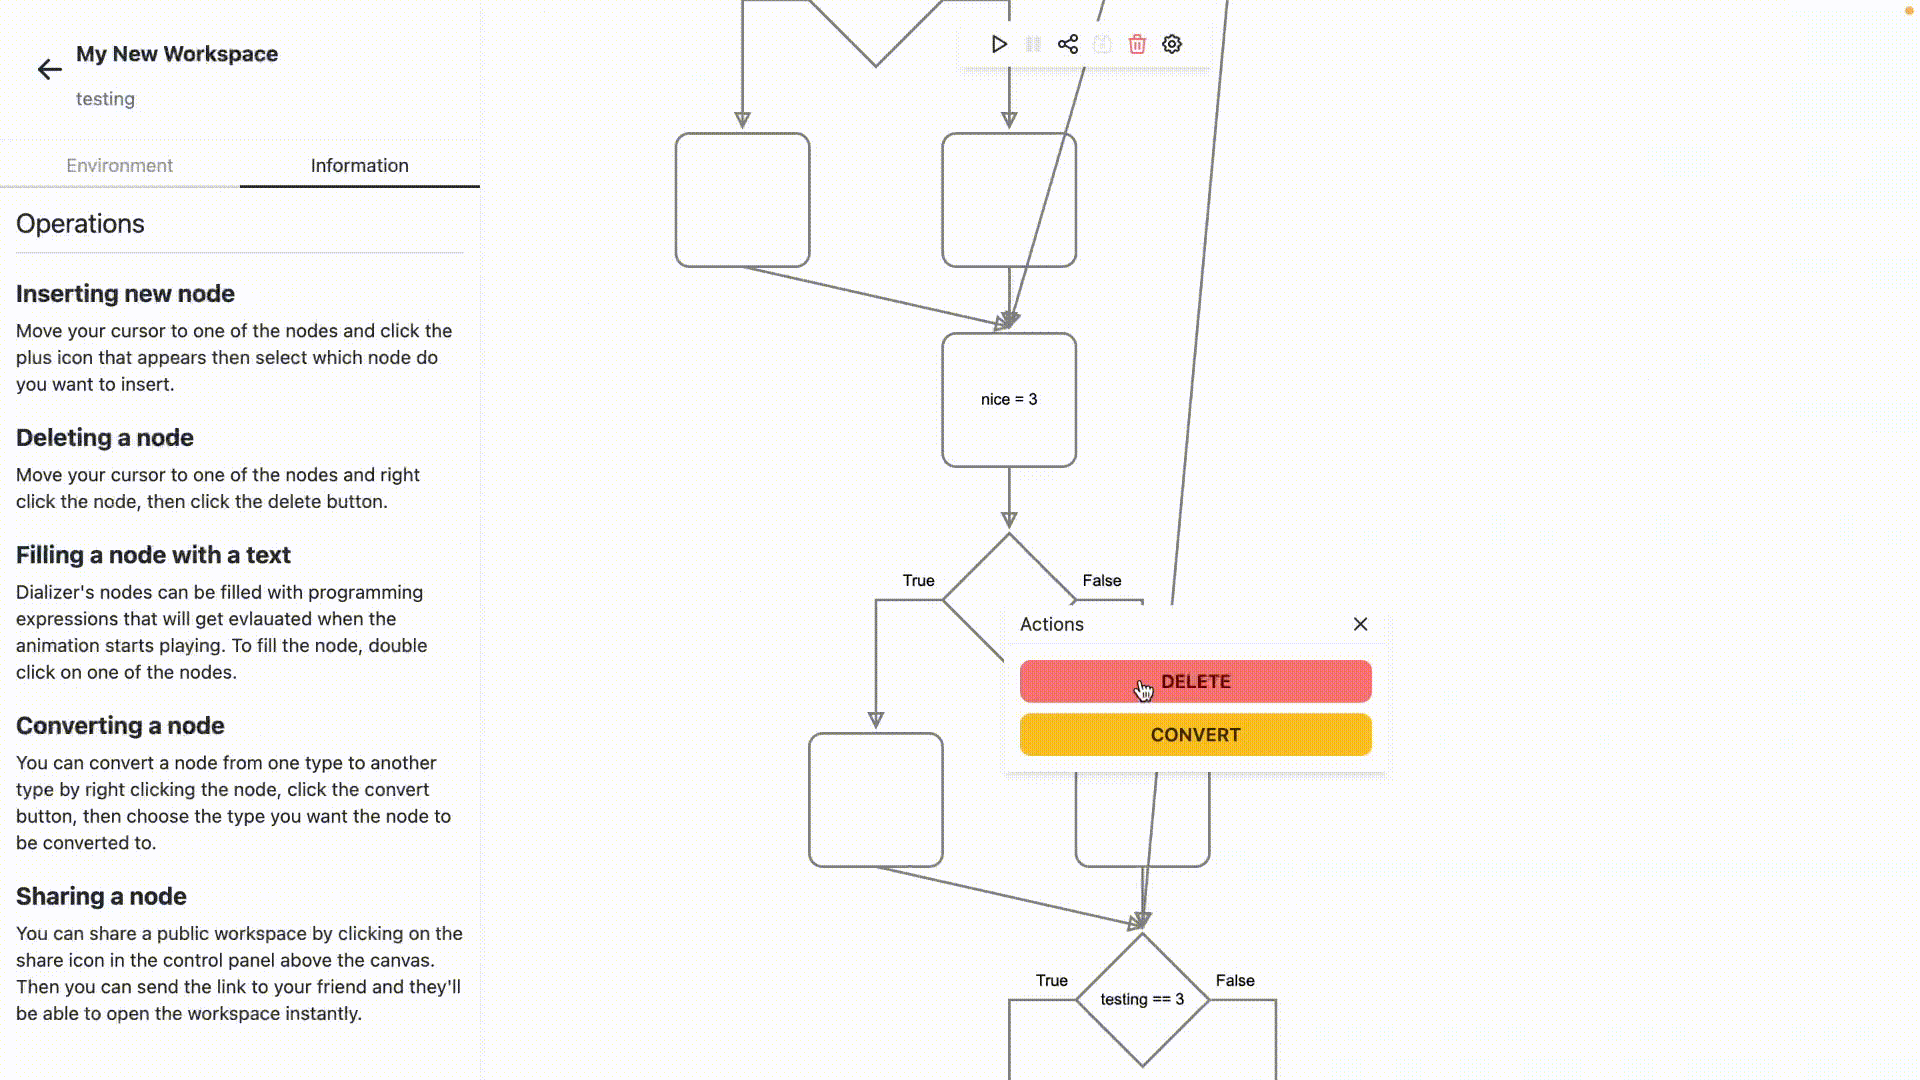 My New Workspace
testing
Environment
Information
Operations
Inserting new node
Move your cursor to one of the nodes and click the
plus icon that appears then select which node do
you want to insert.
Deleting a node
Move your cursor to one of the nodes and right
click the node, then click the delete button.
Filling a node with a text
Dializer's nodes can be filled with programming
expressions that will get evlauated when the
animation starts playing. To fill the node, double
click on one of the nodes.
Converting a node
You can convert a node from one type to another
type by right clicking the node, click the convert
button, then choose the type you want the node to
be converted to.
Sharing a node
You can share a public workspace by clicking on the
share icon in the control panel above the canvas.
Then you can send the link to your friend and they'll
be able to open the workspace instantly.
nice = 3
True
False
Actions
DELETE
CONVERT
True
False
testing == 3